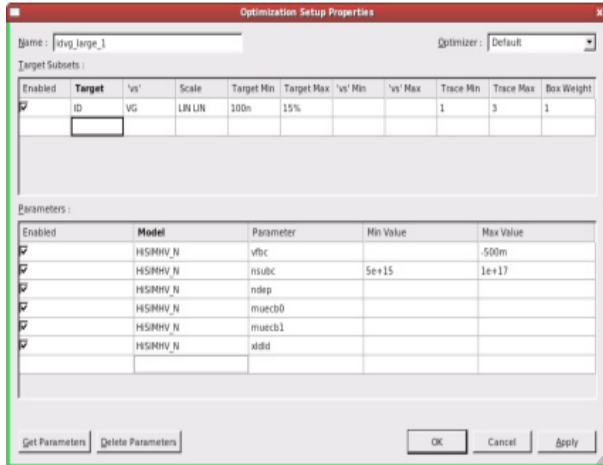 Optimization Setup Properties
Name : idvg_large_1 Optimizer : Default
Target Subsets :
Enabled Target 'vs' Scale Target Min Target Max 'vs' Min 'vs' Max Trace Min Trace Max Box Weight
ID VG LIN LIN 100n 15% 1 3 1
Parameters :
Enabled Model Parameter Min Value Max Value
HiSIMHV_N vfbc -500m
HiSIMHV_N nsubc 5e+15 1e+17
HiSIMHV_N ndep
HiSIMHV_N muecb0
HiSIMHV_N muecb1
HiSIMHV_N xldld
Get Parameters Delete Parameters OK Cancel Apply